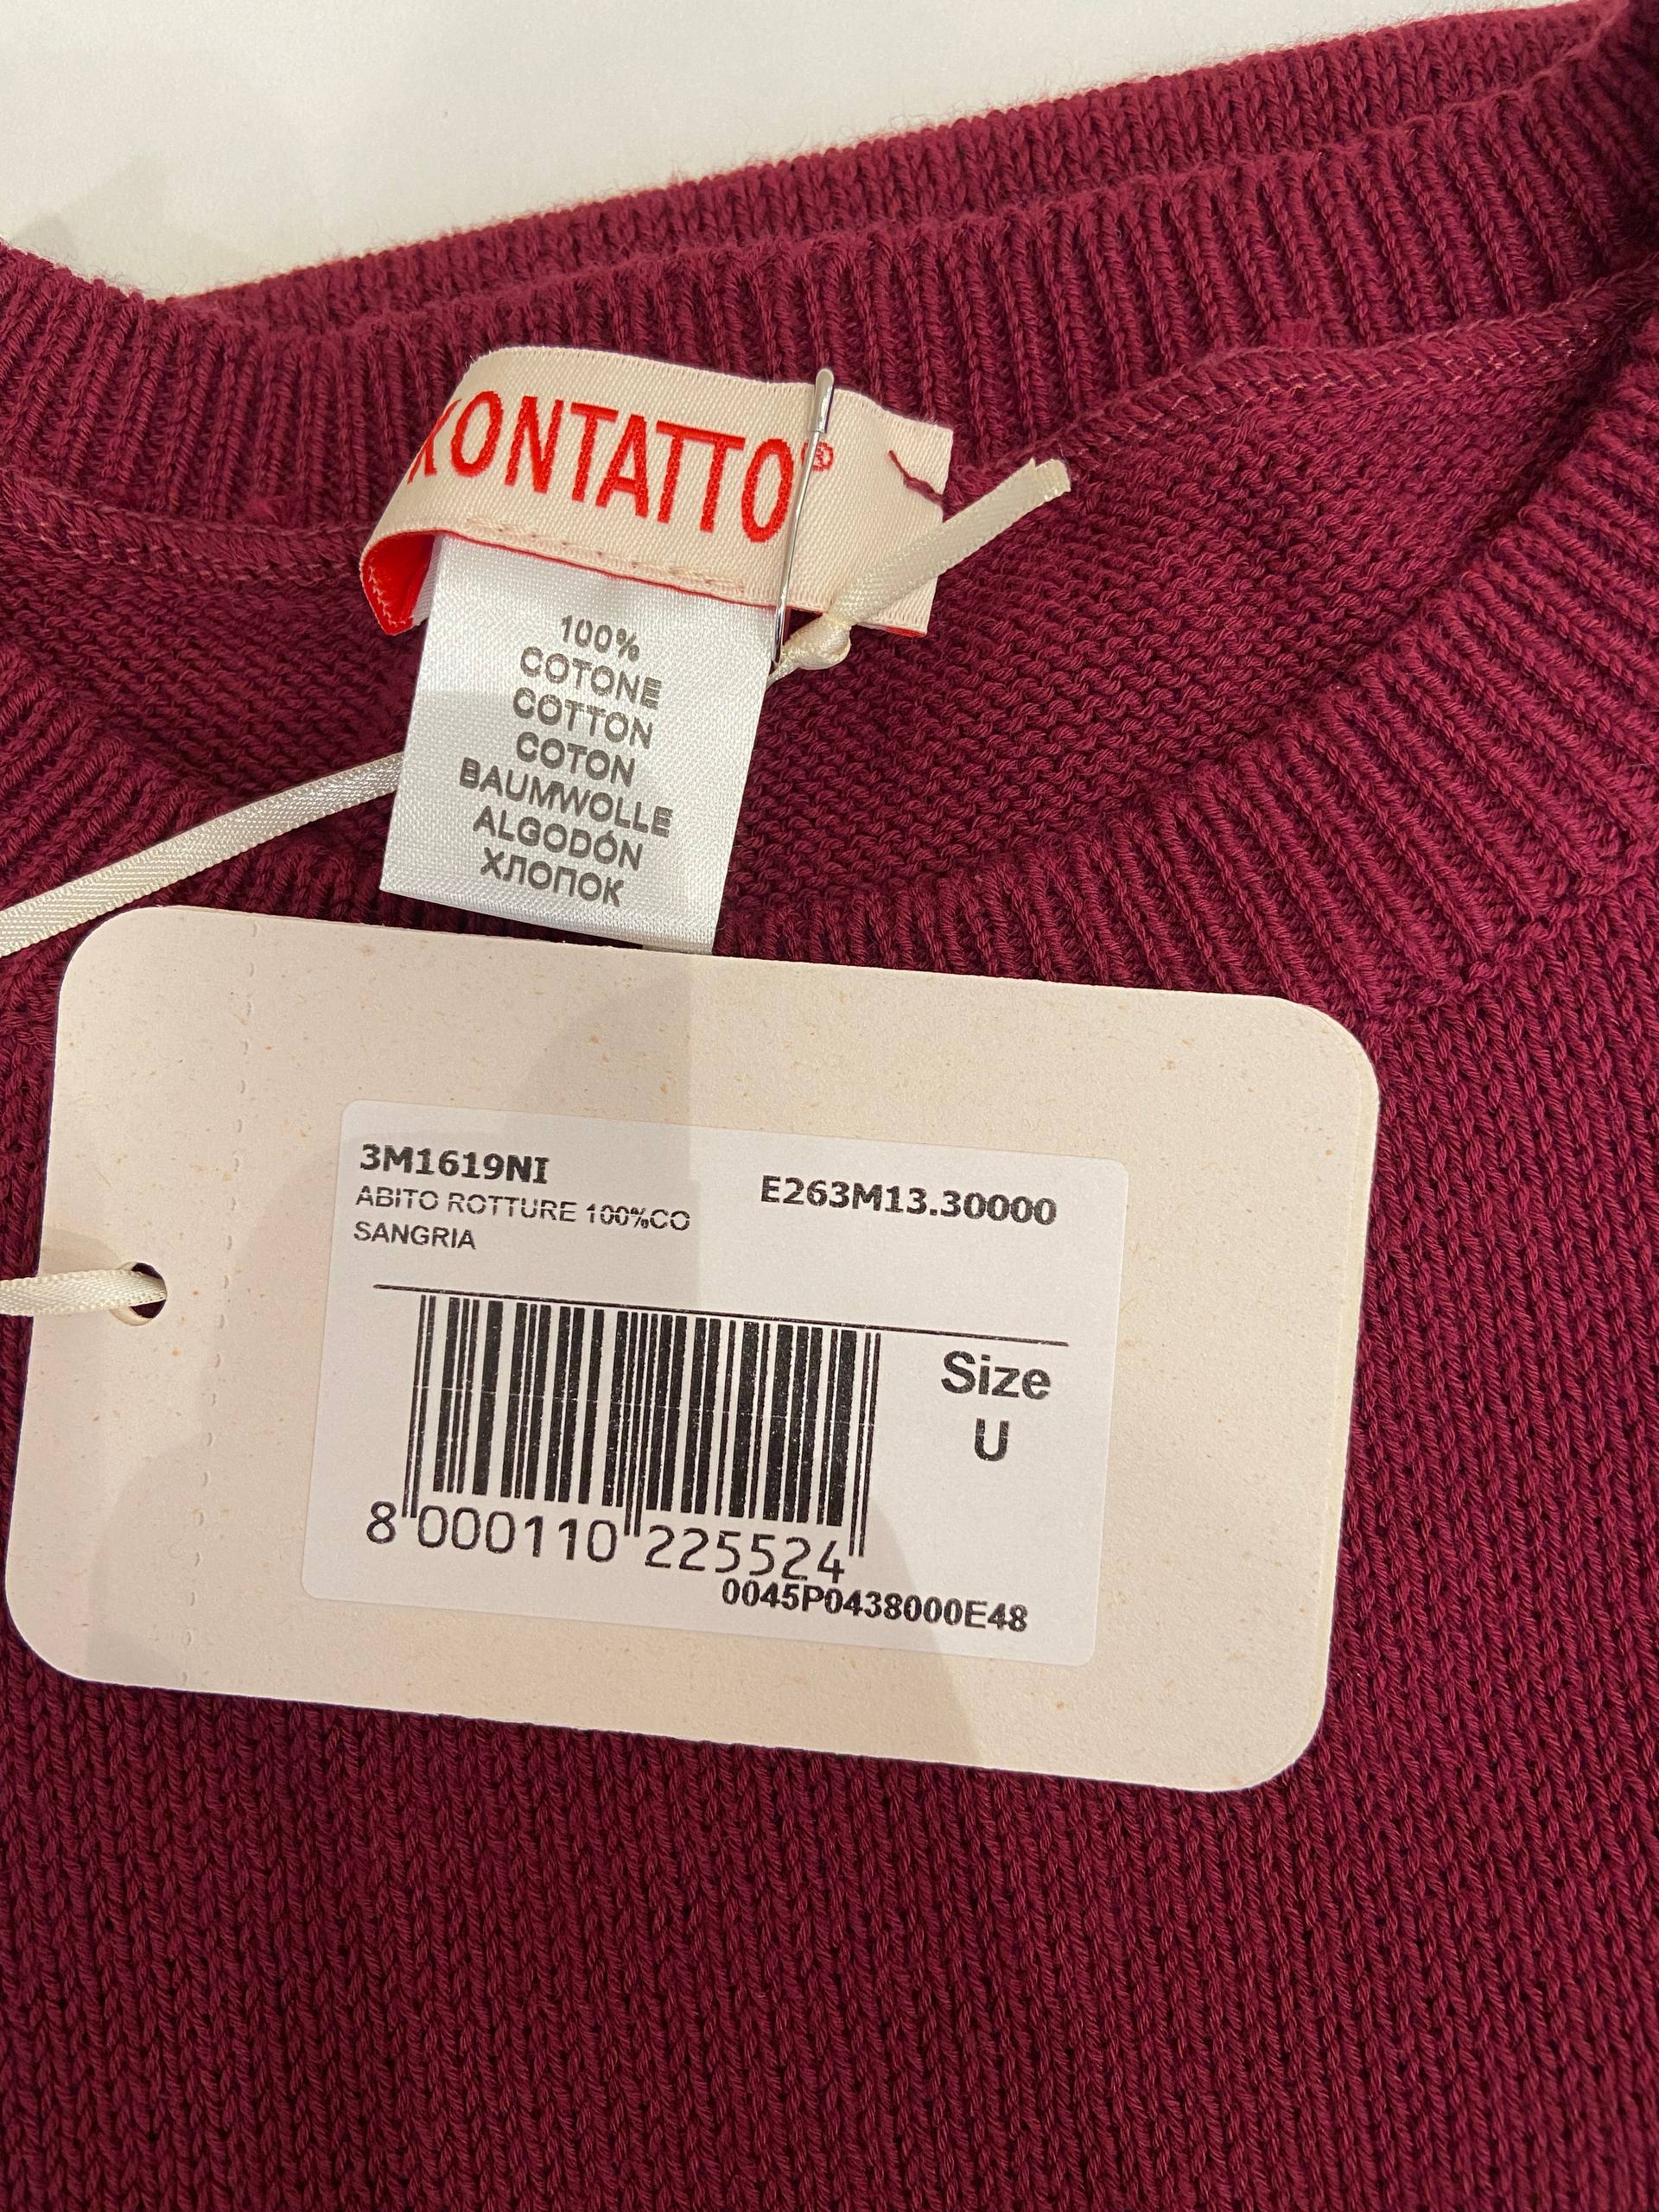 KONTATTO®
100%
COTONE
COTTON
COTON
BAUMWOLLE
ALGODÓN
ХЛОПОК
3M1619NI
E263M13.30000
ABITO ROTTURE 100%CO
SANGRIA
Size
U
8 000110 225524
0045P0438000E48